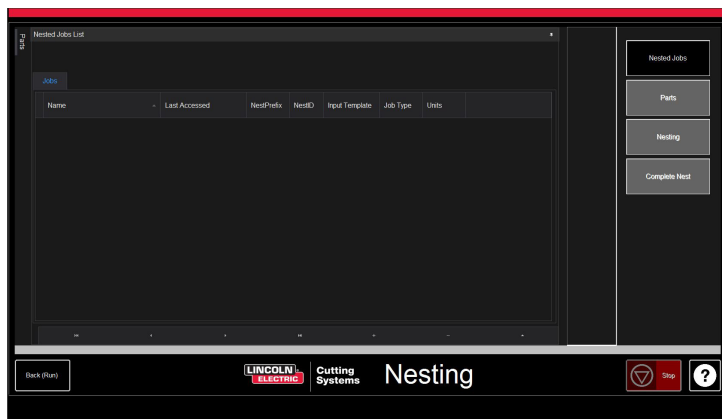 Parts
Nested Jobs List
Jobs
Name Last Accessed NestPrefix NestID Input Template Job Type Units
Nested Jobs
Parts
Nesting
Complete Nest
Back (Run)
LINCOLN ELECTRIC
Cutting Systems
Nesting
Stop
?